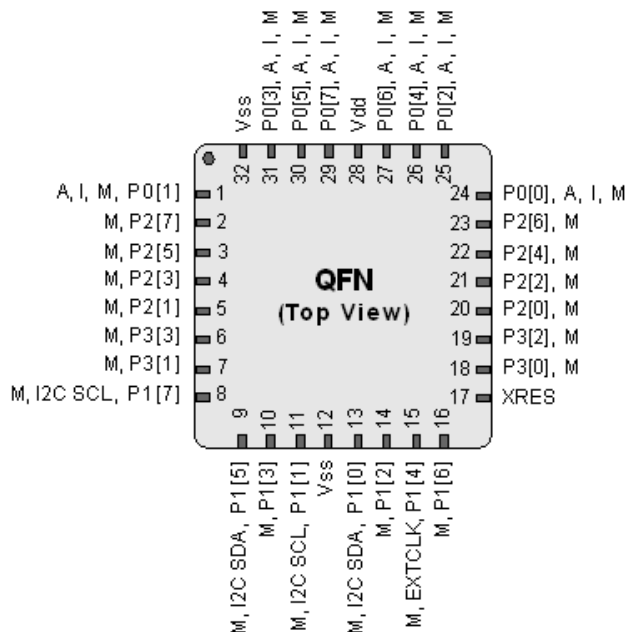 P0[3], A, I, M
P0[5], A, I, M
P0[7], A, I, M
P0[6], A, I, M
P0[4], A, I, M
P0[2], A, I, M
Vss
Vdd
32
31
30
29
28
27
26
25
A, I, M, P0[1]
1
M, P2[7]
2
M, P2[5]
3
M, P2[3]
4
M, P2[1]
5
M, P3[3]
6
M, P3[1]
7
M, I2C SCL, P1[7]
8
QFN
(Top View)
24
P0[0], A, I, M
23
P2[6], M
22
P2[4], M
21
P2[2], M
20
P2[0], M
19
P3[2], M
18
P3[0], M
17
XRES
9
10
11
12
13
14
15
16
M, I2C SDA, P1[5]
M, P1[3]
M, I2C SCL, P1[1]
Vss
M, I2C SDA, P1[0]
M, P1[2]
M, EXTCLK, P1[4]
M, P1[6]